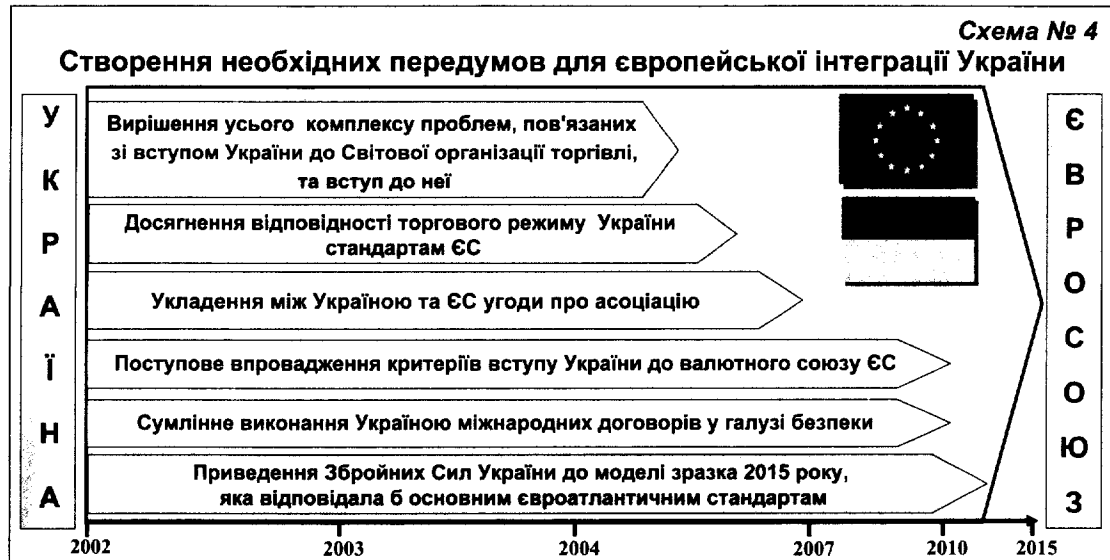 Схема № 4
Створення необхідних передумов для європейської інтеграції України
УКРАЇНА
Вирішення усього комплексу проблем, пов'язаних
зі вступом України до Світової організації торгівлі,
та вступ до неї
Досягнення відповідності торгового режиму України
стандартам ЄС
Укладення між Україною та ЄС угоди про асоціацію
Поступове впровадження критеріїв вступу України до валютного союзу ЄС
Сумлінне виконання Україною міжнародних договорів у галузі безпеки
Приведення Збройних Сил України до моделі зразка 2015 року,
яка відповідала б основним євроатлантичним стандартам
ЄВРОСОЮЗ
2002 2003 2004 2007 2010 2015